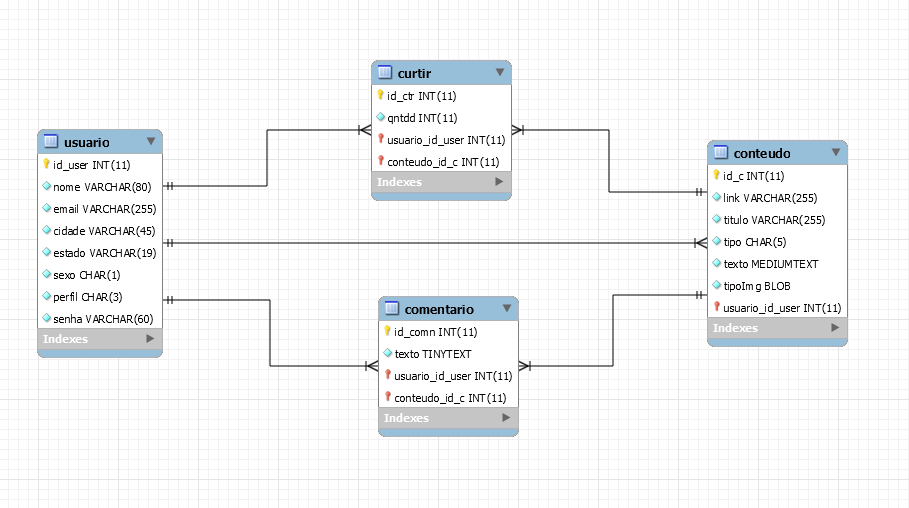 usuario
id_user INT(11)
nome VARCHAR(80)
email VARCHAR(255)
cidade VARCHAR(45)
estado VARCHAR(19)
sexo CHAR(1)
perfil CHAR(3)
senha VARCHAR(60)
Indexes
curtir
id_ctr INT(11)
qntdd INT(11)
usuario_id_user INT(11)
conteudo_id_c INT(11)
Indexes
comentario
id_comn INT(11)
texto TINYTEXT
usuario_id_user INT(11)
conteudo_id_c INT(11)
Indexes
conteudo
id_c INT(11)
link VARCHAR(255)
titulo VARCHAR(255)
tipo CHAR(5)
texto MEDIUMTEXT
tipoImg BLOB
usuario_id_user INT(11)
Indexes